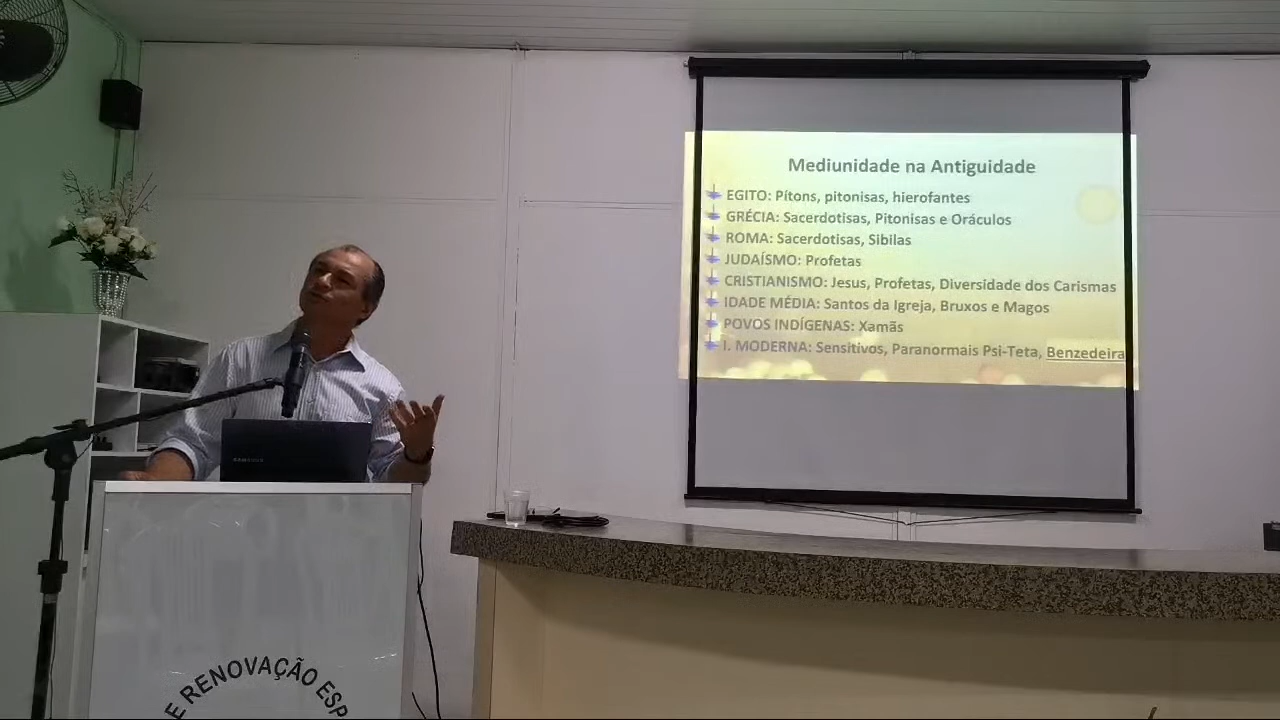 Mediunidade na Antiguidade
EGITO: Pítons, pitonisas, hierofantes
GRÉCIA: Sacerdotisas, Pitonisas e Oráculos
ROMA: Sacerdotisas, Sibilas
JUDAÍSMO: Profetas
CRISTIANISMO: Jesus, Profetas, Diversidade dos Carismas
IDADE MÉDIA: Santos da Igreja, Bruxos e Magos
POVOS INDÍGENAS: Xamãs
I. MODERNA: Sensitivos, Paranormais Psi-Teta, Benzedeira
SAMSUNG
E RENOVAÇÃO ESP